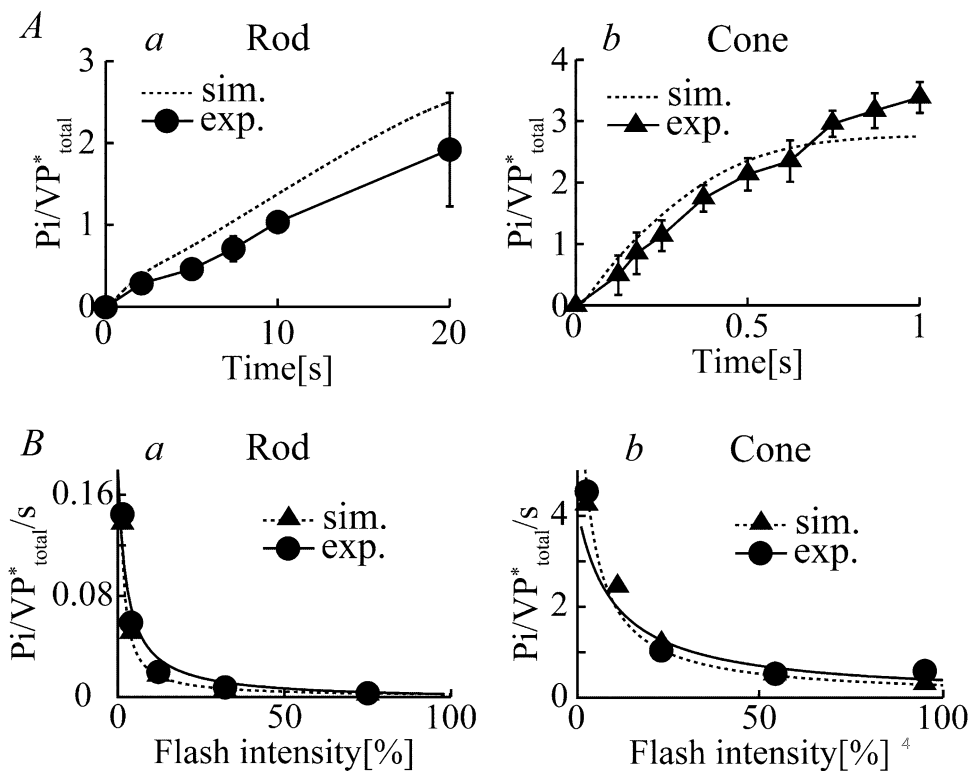 A a Rod
3
2
1
0
Pi/VP*total
sim.
exp.
0 10 20
Time[s]
b Cone
4
3
2
1
0
Pi/VP*total
sim.
exp.
0 0.5 1
Time[s]
B a Rod
0.16
0.08
0
Pi/VP*total/s
sim.
exp.
0 50 100
Flash intensity[%]
b Cone
4
2
0
Pi/VP*total/s
sim.
exp.
0 50 100
Flash intensity[%]
4